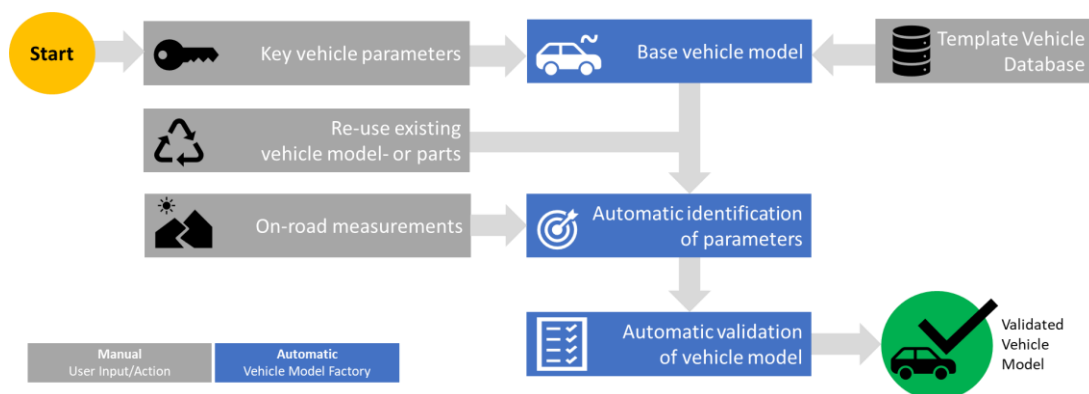 Start
Key vehicle parameters
Base vehicle model
Template Vehicle
Database
Re-use existing
vehicle model- or parts
On-road measurements
Automatic identification
of parameters
Automatic validation
of vehicle model
Validated
Vehicle
Model
Manual
User Input/Action
Automatic
Vehicle Model Factory